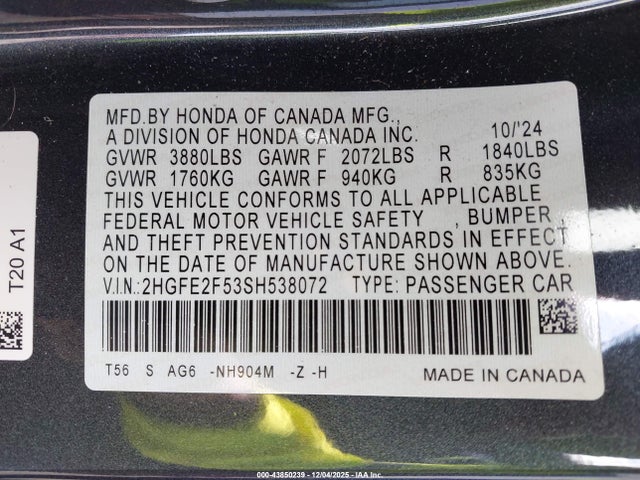 MFD.BY HONDA OF CANADA MFG.,
A DIVISION OF HONDA CANADA INC. 10/'24
GVWR 3880LBS GAWR F 2072LBS R 1840LBS
GVWR 1760KG GAWR F 940KG R 835KG
THIS VEHICLE CONFORMS TO ALL APPLICABLE
FEDERAL MOTOR VEHICLE SAFETY , BUMPER
AND THEFT PREVENTION STANDARDS IN EFFECT
ON THE DATE OF MANUFACTURE SHOWN ABOVE.
V.I.N.:2HGFE2F53SH538072 TYPE: PASSENGER CAR
T56 S AG6 -NH904M -Z -H MADE IN CANADA
T20 A1
000-43850239 - 12/04/2025 - IAA Inc.